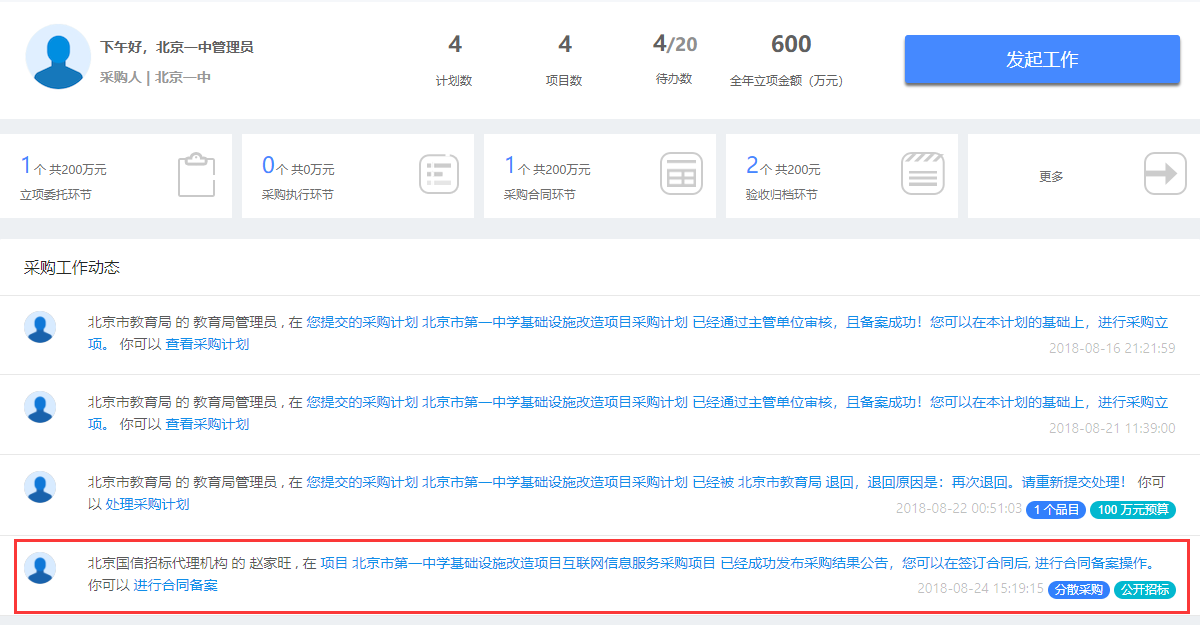 下午好，北京一中管理员
采购人 | 北京一中
4
计划数
4
项目数
4/20
待办数
600
全年立项金额（万元）
发起工作
1个 共200万元
立项委托环节
0个 共0万元
采购执行环节
1个 共200万元
采购合同环节
2个 共200元
验收归档环节
更多
采购工作动态
北京市教育局 的 教育局管理员 , 在 您提交的采购计划 北京市第一中学基础设施改造项目采购计划 已经通过主管单位审核，且备案成功！您可以在本计划的基础上，进行采购立
项。 你可以 查看采购计划
2018-08-16 21:21:59
北京市教育局 的 教育局管理员 , 在 您提交的采购计划 北京市第一中学基础设施改造项目采购计划 已经通过主管单位审核，且备案成功！您可以在本计划的基础上，进行采购立
项。 你可以 查看采购计划
2018-08-21 11:39:00
北京市教育局 的 教育局管理员 , 在 您提交的采购计划 北京市第一中学基础设施改造项目采购计划 已经被 北京市教育局 退回，退回原因是：再次退回。请重新提交处理！ 你可
以 处理采购计划
2018-08-22 00:51:03 1 个品目 100 万元预算
北京国信招标代理机构 的 赵家旺 , 在 项目 北京市第一中学基础设施改造项目互联网信息服务采购项目 已经成功发布采购结果公告，您可以在签订合同后, 进行合同备案操作。
你可以 进行合同备案
2018-08-24 15:19:15 分散采购 公开招标